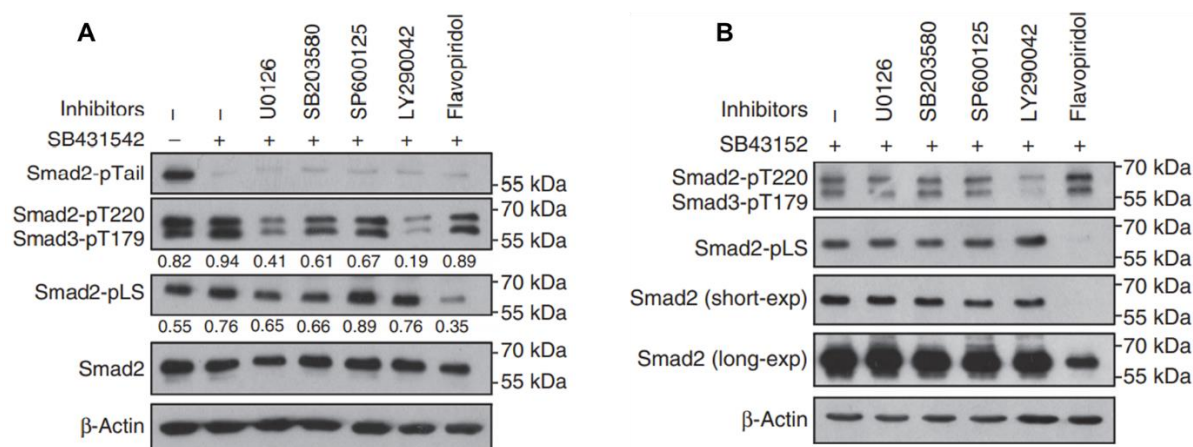 A
Inhibitors – – U0126 SB203580 SP600125 LY290042 Flavopiridol
SB431542 – + + + + + +
Smad2-pTail
55 kDa
Smad2-pT220 70 kDa
Smad3-pT179 55 kDa
0.82 0.94 0.41 0.61 0.67 0.19 0.89
Smad2-pLS 70 kDa
55 kDa
0.55 0.76 0.65 0.66 0.89 0.76 0.35
Smad2 70 kDa
55 kDa
β-Actin
B
Inhibitors – U0126 SB203580 SP600125 LY290042 Flavopiridol
SB43152 + + + + + +
Smad2-pT220 70 kDa
Smad3-pT179 55 kDa
Smad2-pLS 70 kDa
55 kDa
Smad2 (short-exp) 70 kDa
55 kDa
Smad2 (long-exp) 70 kDa
55 kDa
β-Actin